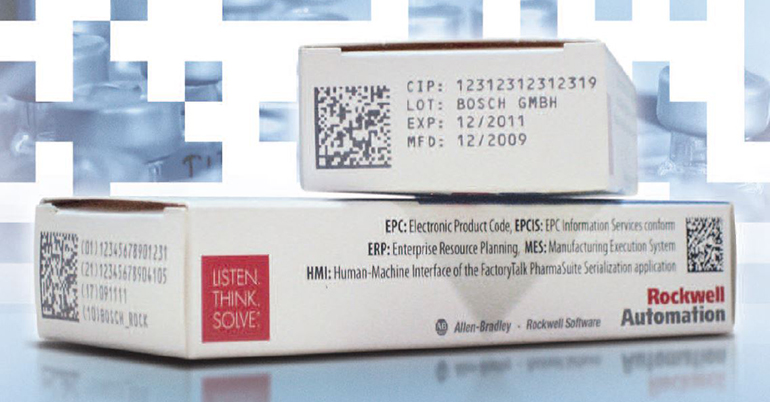 CIP: 12312312312319
LOT: BOSCH GMBH
EXP: 12/2011
MFD: 12/2009
(01)12345678901231
(21)12345678904105
(17)091111
(10)BOSCH_ROCK
LISTEN.
THINK.
SOLVE.
EPC: Electronic Product Code, EPCIS: EPC Information Services conform
ERP: Enterprise Resource Planning, MES: Manufacturing Execution System
HMI: Human-Machine Interface of the FactoryTalk PharmaSuite Serialization application
Rockwell
Automation
AB Allen-Bradley · Rockwell Software